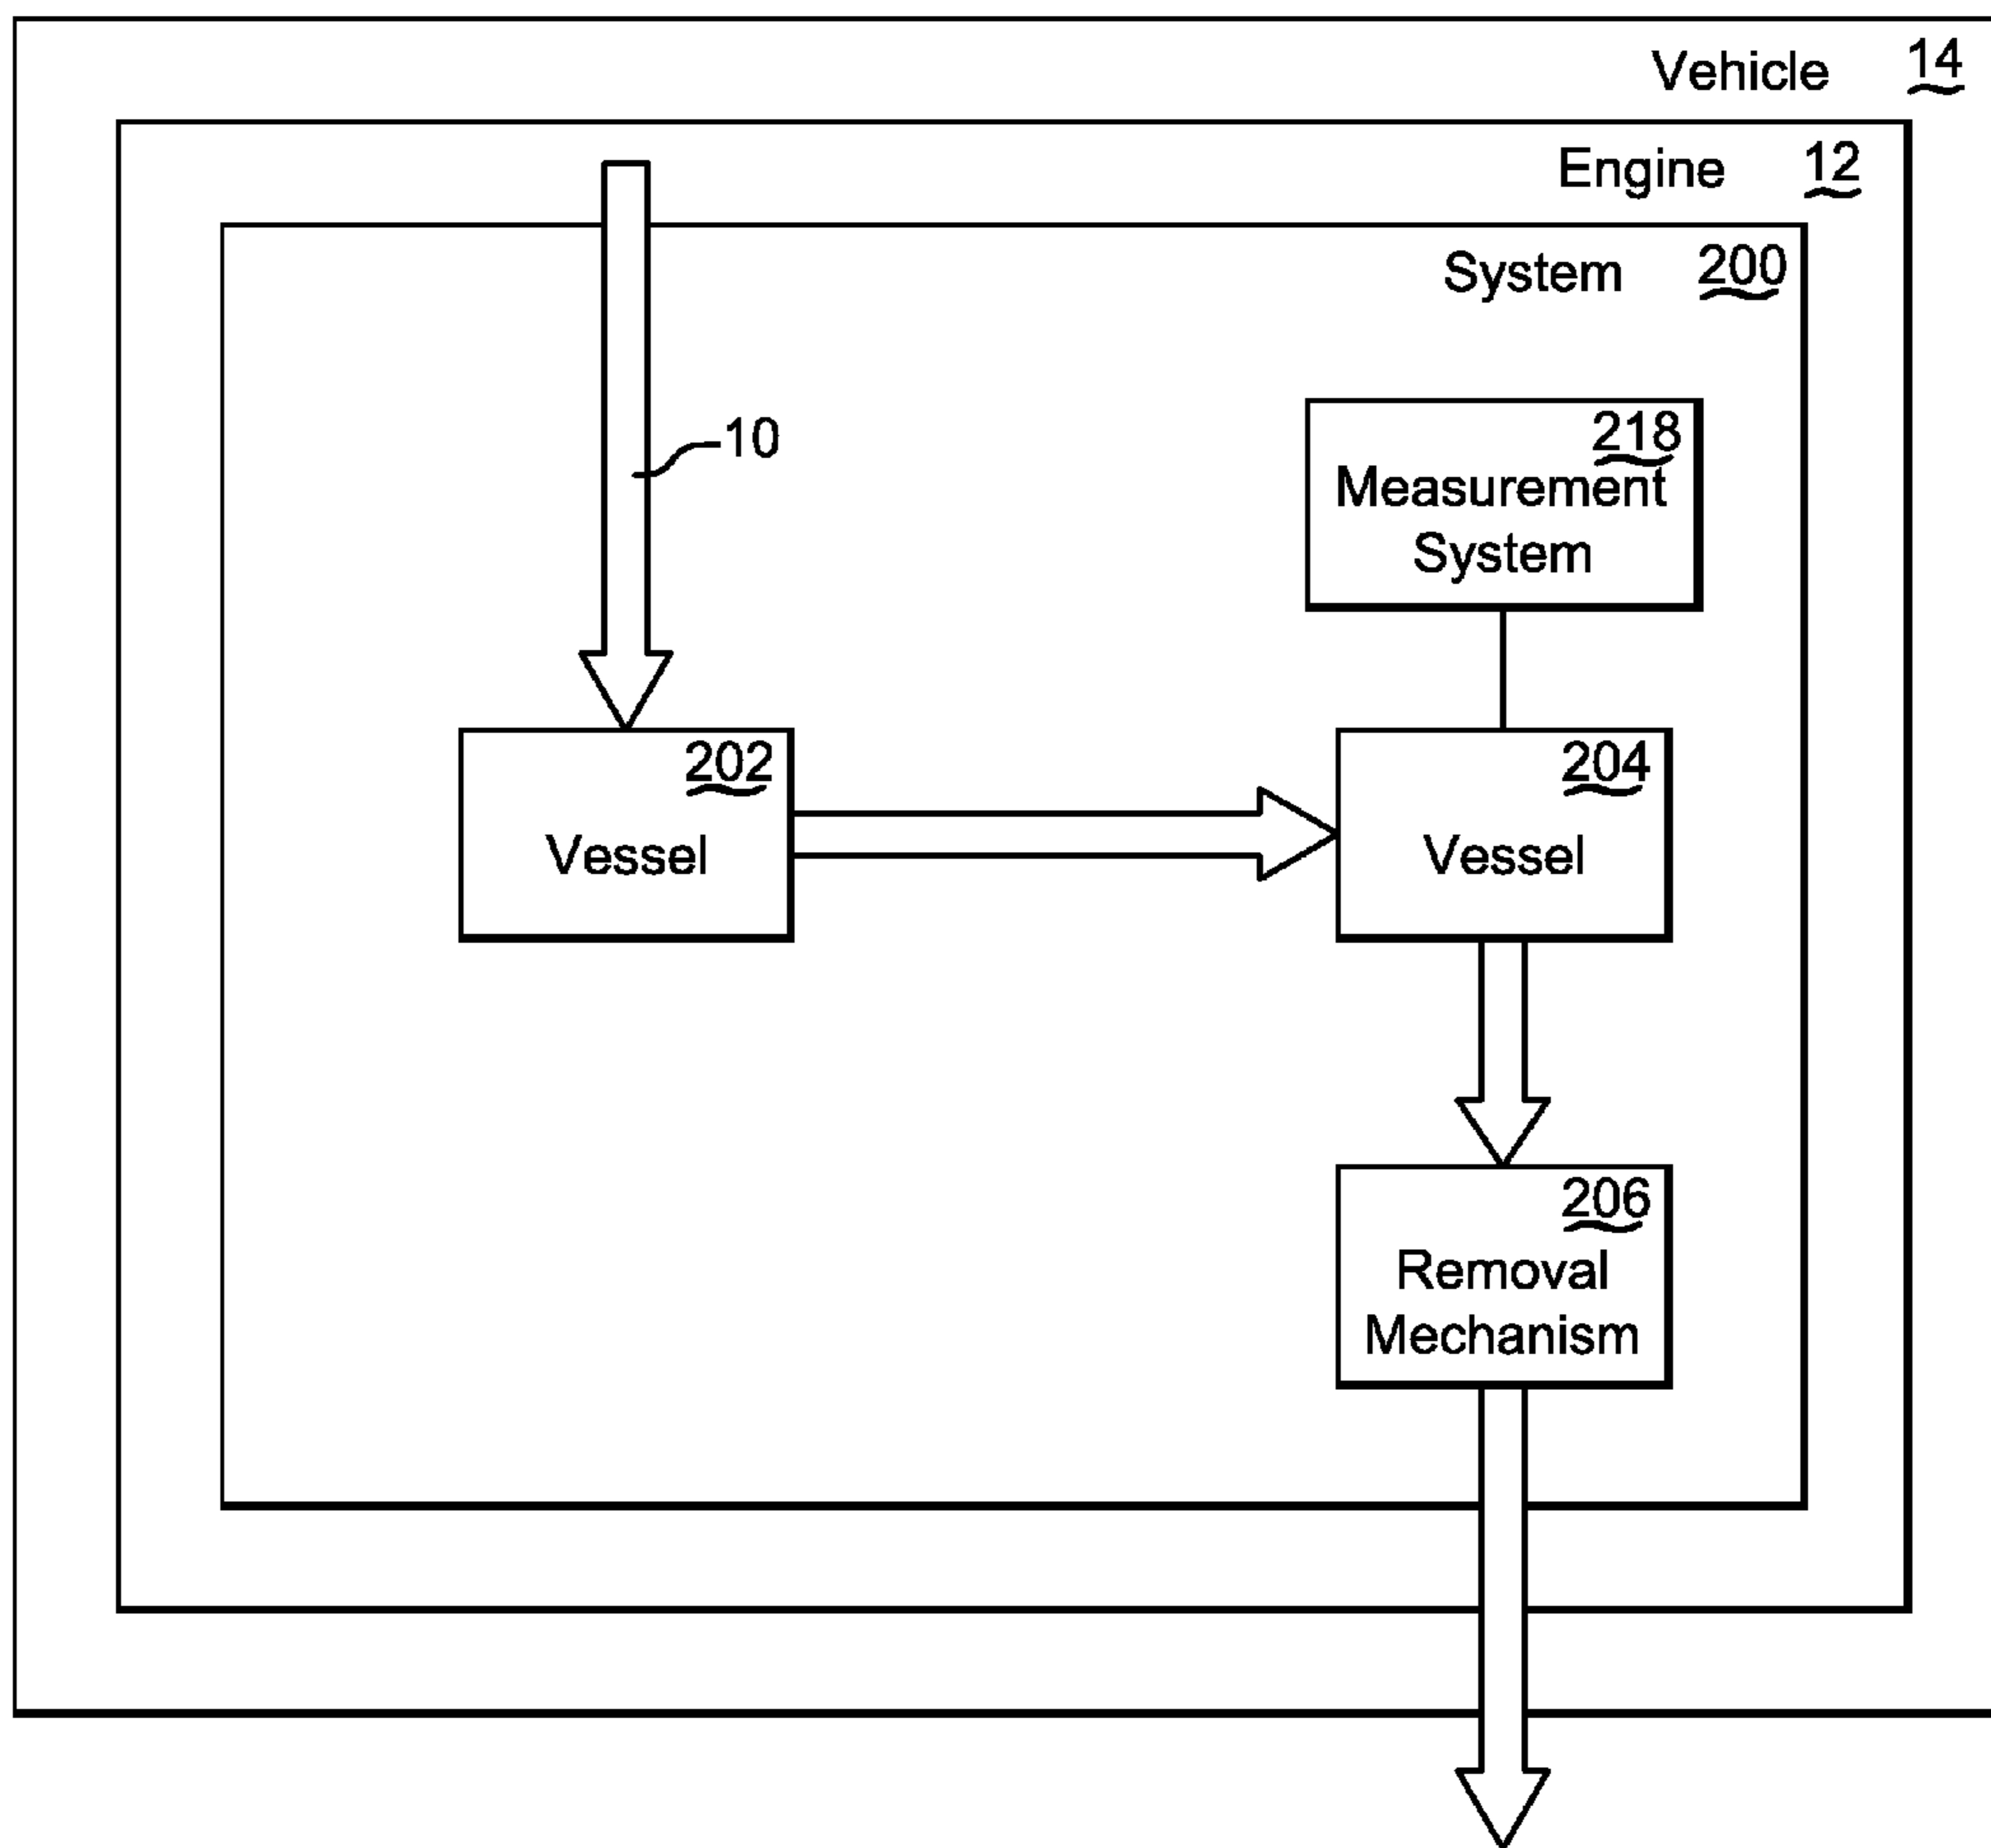 Vehicle 14
Engine 12
System 200
10
218
Measurement
System
202
Vessel
204
Vessel
206
Removal
Mechanism